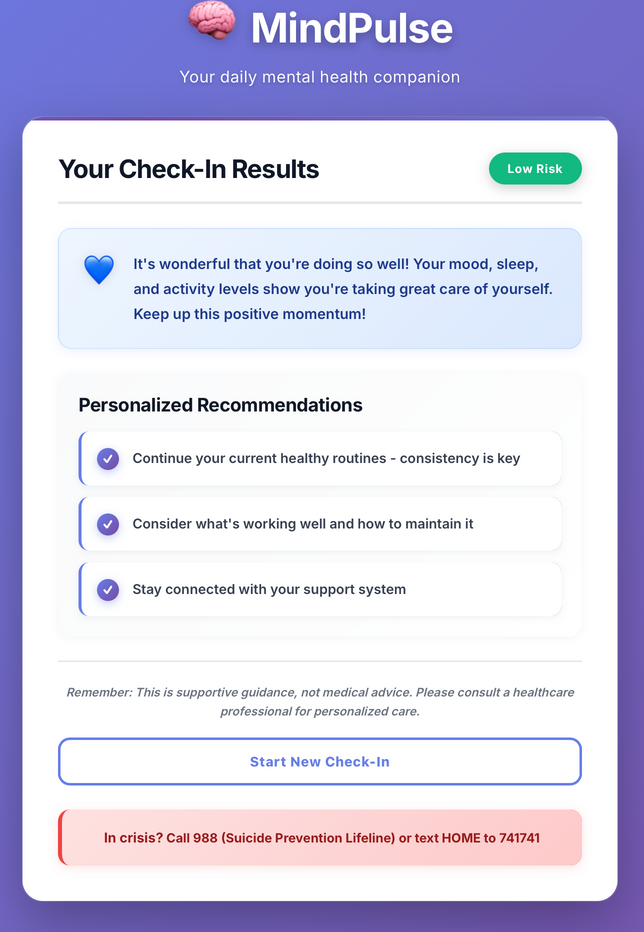 MindPulse
Your daily mental health companion
Your Check-In Results
Low Risk
It's wonderful that you're doing so well! Your mood, sleep,
and activity levels show you're taking great care of yourself.
Keep up this positive momentum!
Personalized Recommendations
Continue your current healthy routines - consistency is key
Consider what's working well and how to maintain it
Stay connected with your support system
Remember: This is supportive guidance, not medical advice. Please consult a healthcare
professional for personalized care.
Start New Check-In
In crisis? Call 988 (Suicide Prevention Lifeline) or text HOME to 741741